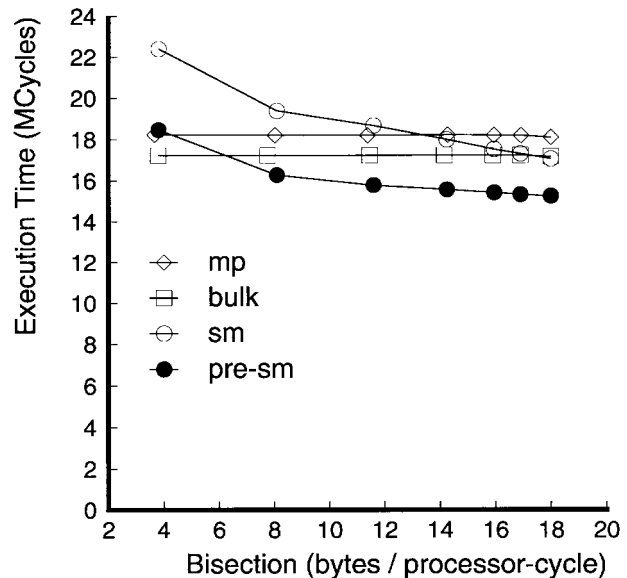 Execution Time (MCycles)
24
22
20
18
16
14
12
10
8
6
4
2
0
mp
bulk
sm
pre-sm
2 4 6 8 10 12 14 16 18 20
Bisection (bytes / processor-cycle)